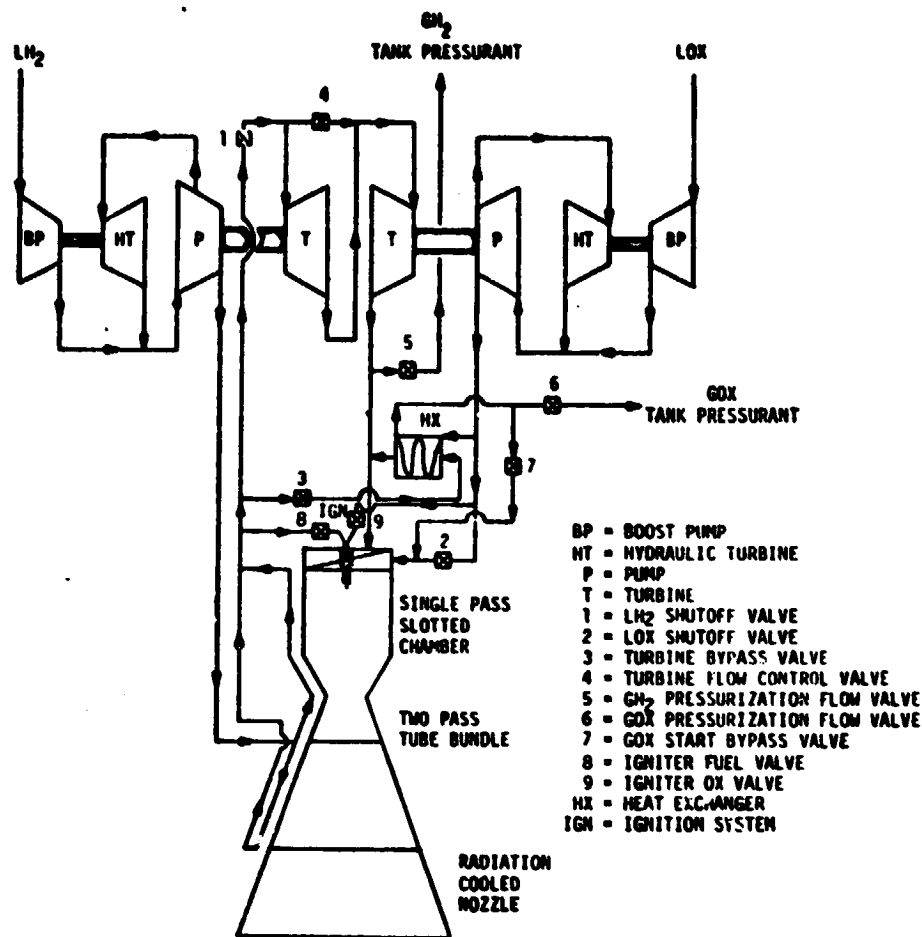 GH2
TANK PRESSURANT
LH2
LOX
4
1
BP
HT
P
T
T
P
HT
BP
5
6
GOX
TANK PRESSURANT
HX
7
3
IGN
8
9
2
SINGLE PASS
SLOTTED
CHAMBER
TWO PASS
TUBE BUNDLE
RADIATION
COOLED
NOZZLE
BP = BOOST PUMP
HT = HYDRAULIC TURBINE
P = PUMP
T = TURBINE
1 = LH2 SHUTOFF VALVE
2 = LOX SHUTOFF VALVE
3 = TURBINE BYPASS VALVE
4 = TURBINE FLOW CONTROL VALVE
5 = GH2 PRESSURIZATION FLOW VALVE
6 = GOX PRESSURIZATION FLOW VALVE
7 = GOX START BYPASS VALVE
8 = IGNITER FUEL VALVE
9 = IGNITER OX VALVE
HX = HEAT EXCHANGER
IGN = IGNITION SYSTEM